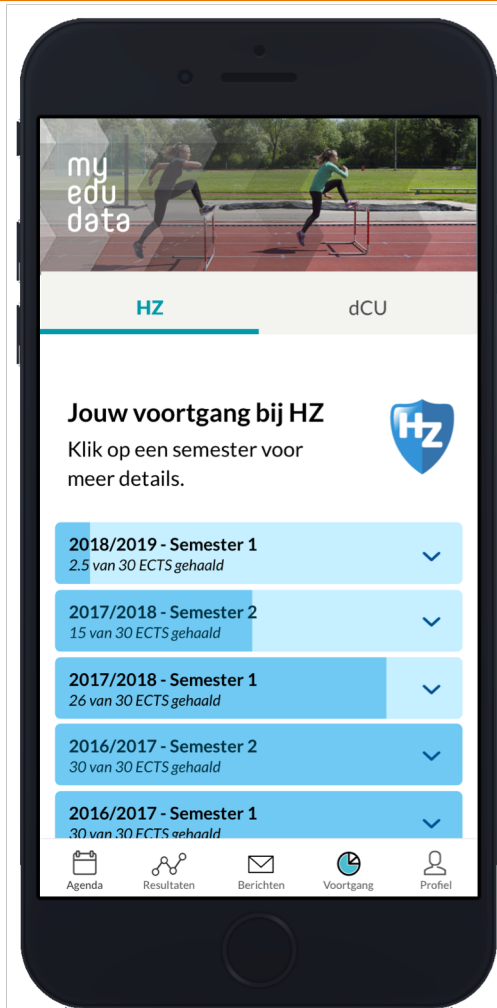 my
edu
data
HZ
dCU
Jouw voortgang bij HZ
Klik op een semester voor
meer details.
HZ
2018/2019 - Semester 1
2.5 van 30 ECTS gehaald
2017/2018 - Semester 2
15 van 30 ECTS gehaald
2017/2018 - Semester 1
26 van 30 ECTS gehaald
2016/2017 - Semester 2
30 van 30 ECTS gehaald
2016/2017 - Semester 1
30 van 30 ECTS gehaald
Agenda
Resultaten
Berichten
Voortgang
Profiel